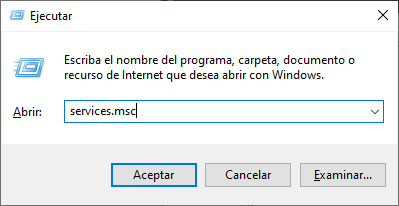 Ejecutar
Escriba el nombre del programa, carpeta, documento o
recurso de Internet que desea abrir con Windows.
Abrir: services.msc
Aceptar Cancelar Examinar...